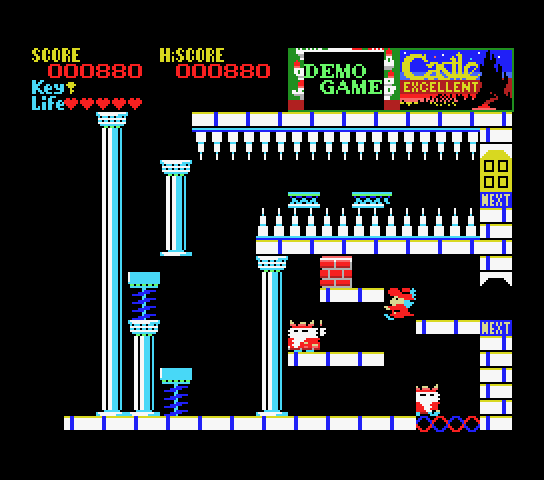 SCORE
000880
H:SCORE
000880
Key
Life
DEMO
GAME
Castle
EXCELLENT
NEXT
NEXT